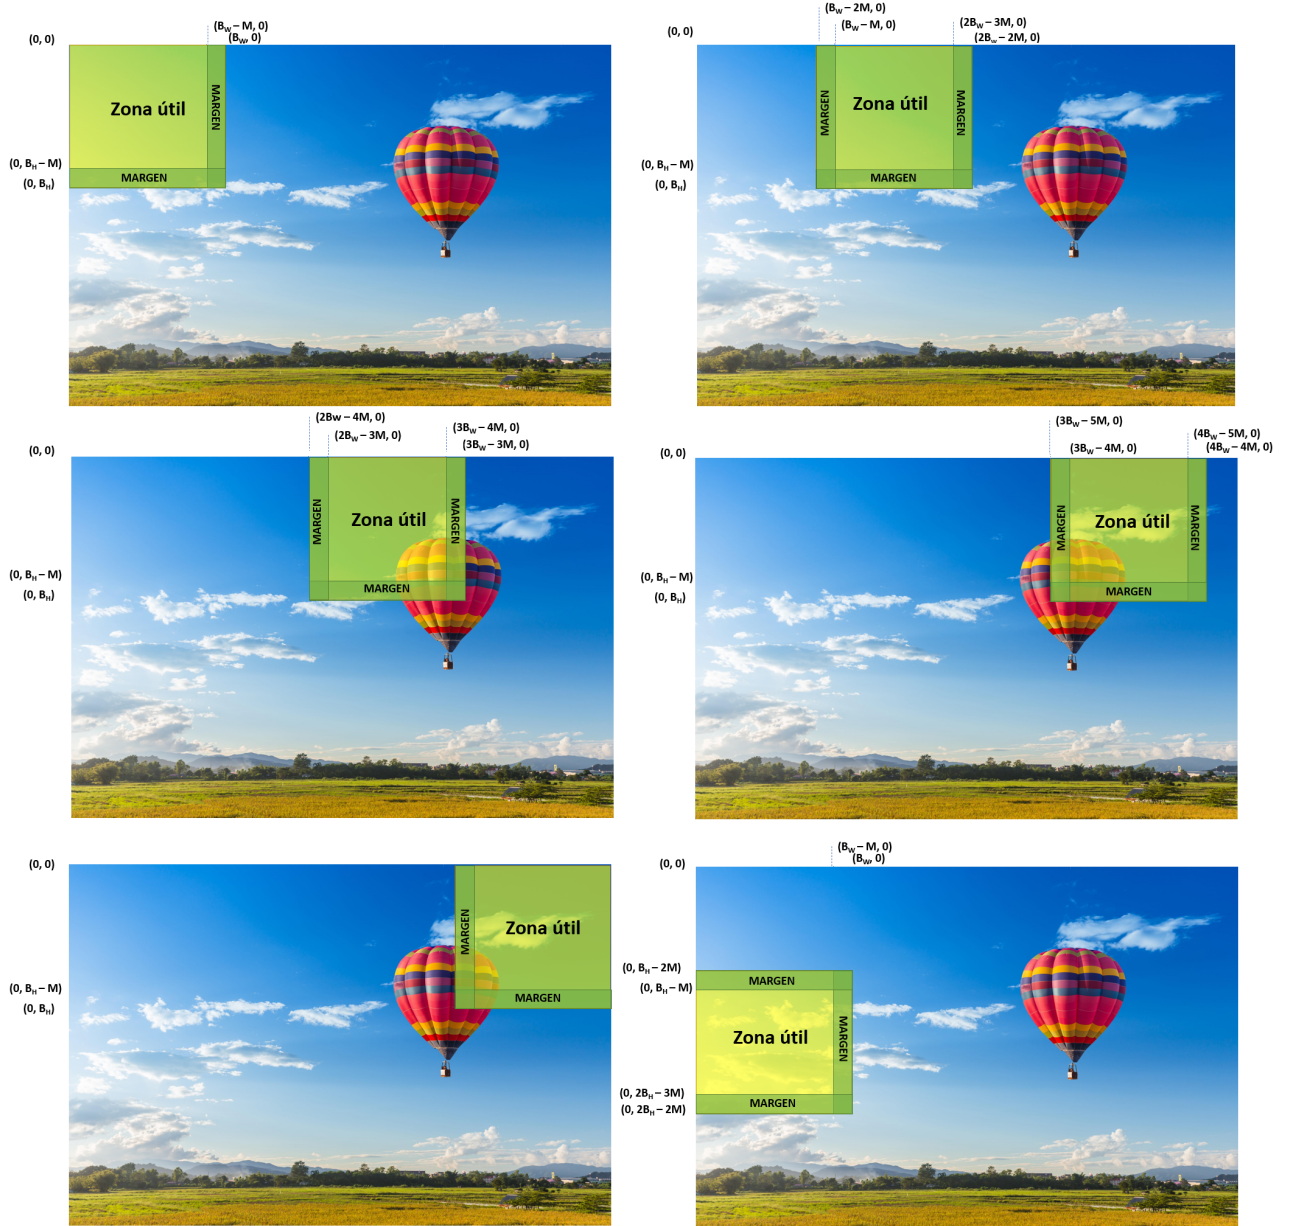 (B_W – M, 0)
(0, 0)
(B_W, 0)
Zona útil
MARGEN
(0, B_H – M)
MARGEN
(0, B_H)
(B_W – 2M, 0)
(B_W – M, 0)
(2B_W – 3M, 0)
(0, 0)
(2B_W – 2M, 0)
MARGEN
Zona útil
MARGEN
(0, B_H – M)
MARGEN
(0, B_H)
(2Bw – 4M, 0)
(3B_W – 4M, 0)
(2B_W – 3M, 0)
(3B_W – 3M, 0)
(0, 0)
MARGEN
Zona útil
MARGEN
(0, B_H – M)
MARGEN
(0, B_H)
(3B_W – 5M, 0)
(4B_W – 5M, 0)
(3B_W – 4M, 0)
(4B_W – 4M, 0)
(0, 0)
MARGEN
Zona útil
MARGEN
(0, B_H – M)
MARGEN
(0, B_H)
(0, 0)
MARGEN
Zona útil
(0, B_H – M)
MARGEN
(0, B_H)
(B_W – M, 0)
(B_W, 0)
(0, 0)
(0, B_H – 2M)
MARGEN
(0, B_H – M)
Zona útil
MARGEN
(0, 2B_H – 3M)
MARGEN
(0, 2B_H – 2M)